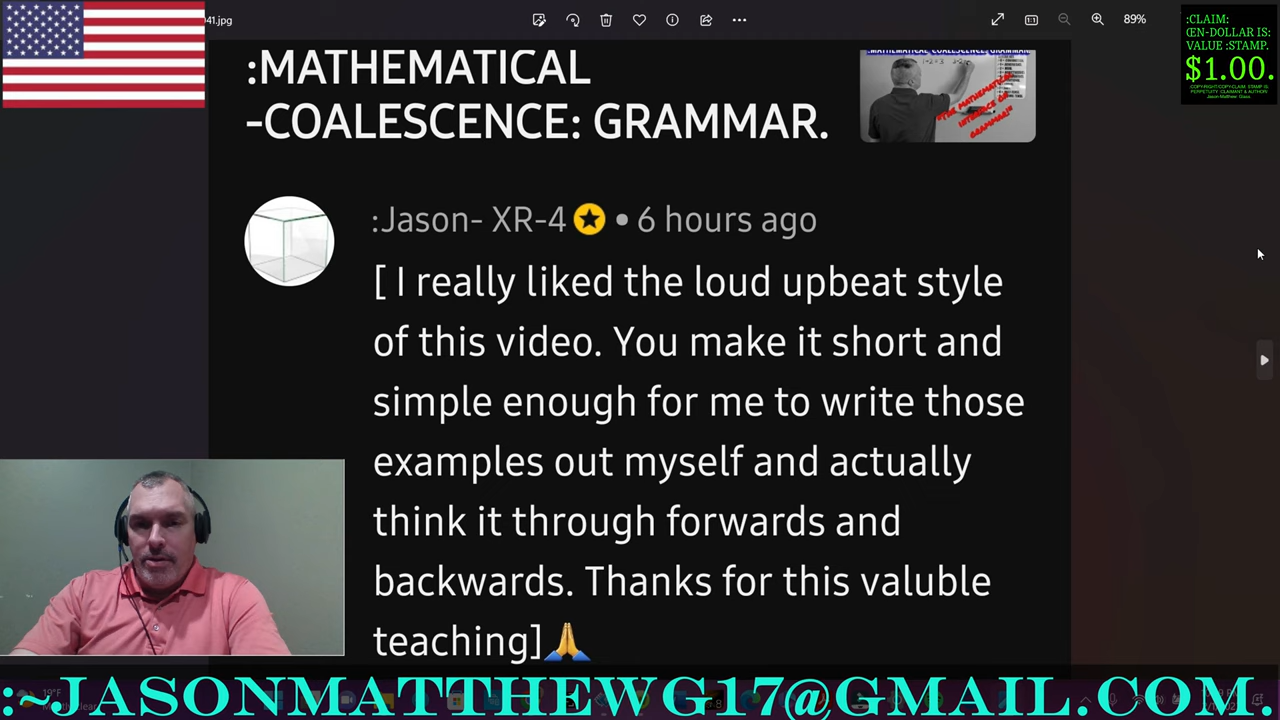 041.jpg
89%
:CLAIM:
ŒN-DOLLAR IS:
VALUE :STAMP.
$1.00.
:MATHEMATICAL
-COALESCENCE: GRAMMAR.
:Jason- XR-4 • 6 hours ago
[ I really liked the loud upbeat style
of this video. You make it short and
simple enough for me to write those
examples out myself and actually
think it through forwards and
backwards. Thanks for this valuble
teaching]🙏
19°F
:~JASONMATTHEWG17@GMAIL.COM.